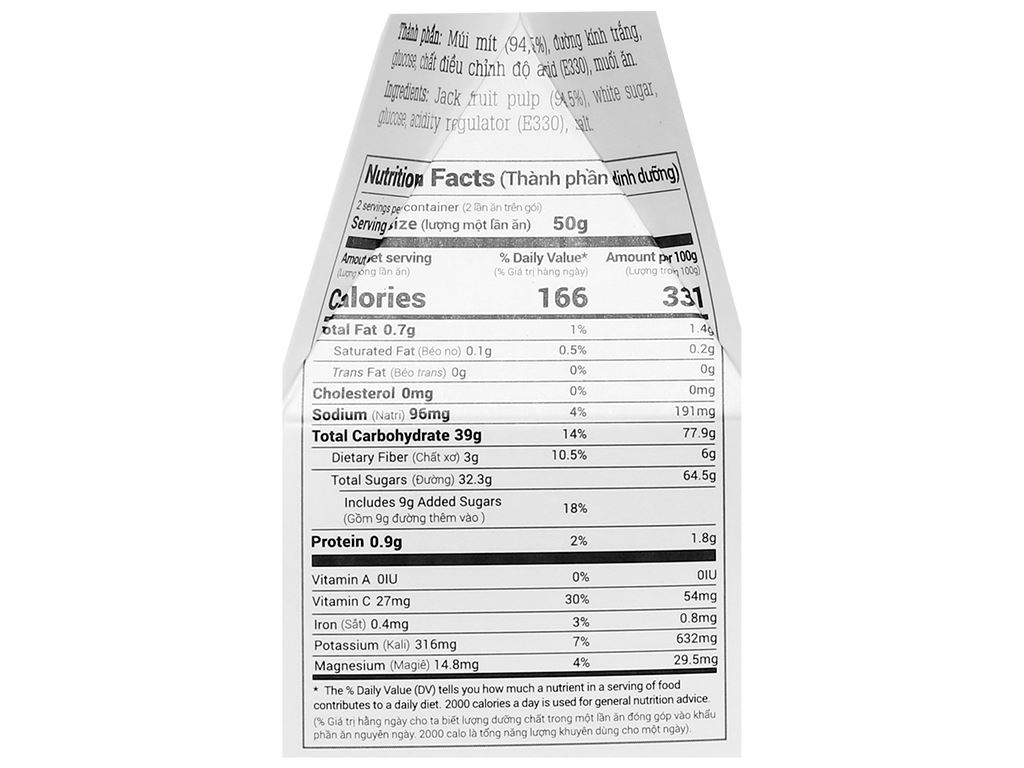 Thành phần: Múi mít (94,5%), đường kính trắng,
glucose, chất điều chỉnh độ acid (E330), muối ăn.
Ingredients: Jack fruit pulp (94,5%), white sugar,
glucose, acidity regulator (E330), salt.
Nutrition Facts (Thành phần dinh dưỡng)
2 servings per container (2 lần ăn trên gói)
Serving size (lượng một lần ăn) 50g
Amount per serving % Daily Value* Amount per 100g
(Lượng trong lần ăn) (% Giá trị hàng ngày) (Lượng trong 100g)
Calories 166 331
Total Fat 0.7g 1% 1.4g
Saturated Fat (Béo no) 0.1g 0.5% 0.2g
Trans Fat (Béo trans) 0g 0% 0g
Cholesterol 0mg 0% 0mg
Sodium (Natri) 96mg 4% 191mg
Total Carbohydrate 39g 14% 77.9g
Dietary Fiber (Chất xơ) 3g 10.5% 6g
Total Sugars (Đường) 32.3g 64.5g
Includes 9g Added Sugars 18%
(Gồm 9g đường thêm vào )
Protein 0.9g 2% 1.8g
Vitamin A 0IU 0% 0IU
Vitamin C 27mg 30% 54mg
Iron (Sắt) 0.4mg 3% 0.8mg
Potassium (Kali) 316mg 7% 632mg
Magnesium (Magiê) 14.8mg 4% 29.5mg
* The % Daily Value (DV) tells you how much a nutrient in a serving of food
contributes to a daily diet. 2000 calories a day is used for general nutrition advice.
(% Giá trị hằng ngày cho ta biết lượng dưỡng chất trong một lần ăn đóng góp vào khẩu
phần ăn nguyên ngày. 2000 calo là tổng năng lượng khuyên dùng cho một ngày).